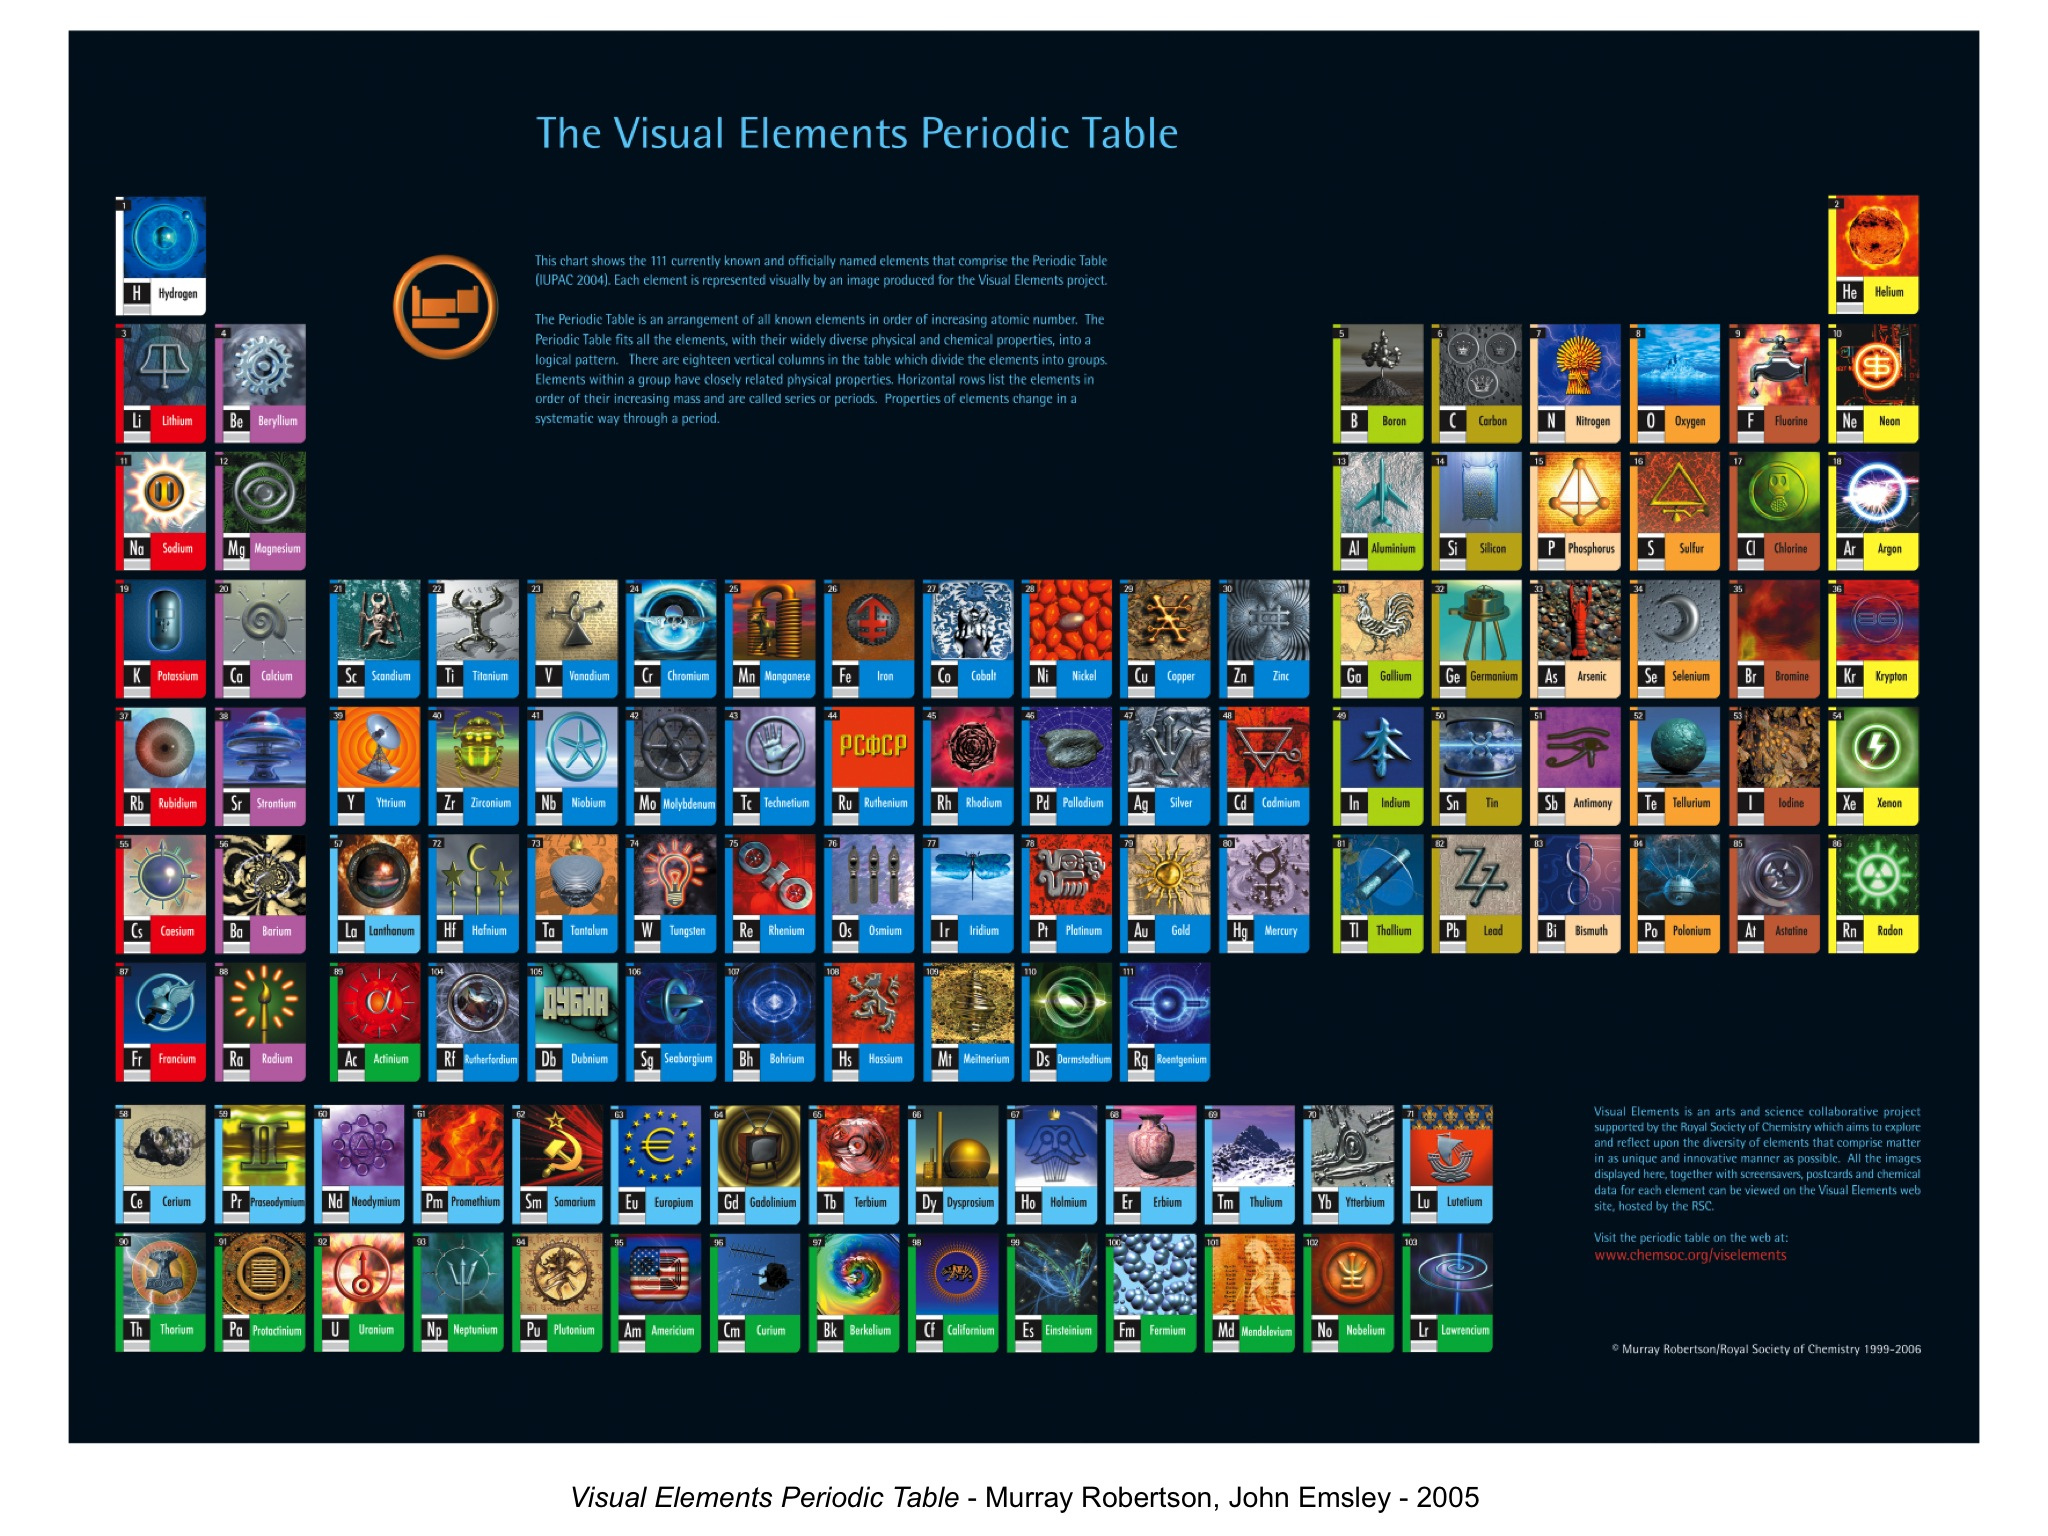 The Visual Elements Periodic Table
This chart shows the 111 currently known and officially named elements that comprise the Periodic Table
(IUPAC 2004). Each element is represented visually by an image produced for the Visual Elements project.
The Periodic Table is an arrangement of all known elements in order of increasing atomic number. The
Periodic Table fits all the elements, with their widely diverse physical and chemical properties, into a
logical pattern. There are eighteen vertical columns in the table which divide the elements into groups.
Elements within a group have closely related physical properties. Horizontal rows list the elements in
order of their increasing mass and are called series or periods. Properties of elements change in a
systematic way through a period.
1 2
H Hydrogen He Helium
3 4 5 6 7 8 9 10
Li Lithium Be Beryllium B Boron C Carbon N Nitrogen O Oxygen F Fluorine Ne Neon
11 12 13 14 15 16 17 18
Na Sodium Mg Magnesium Al Aluminium Si Silicon P Phosphorus S Sulfur Cl Chlorine Ar Argon
19 20 21 22 23 24 25 26 27 28 29 30 31 32 33 34 35 36
86
K Potassium Ca Calcium Sc Scandium Ti Titanium V Vanadium Cr Chromium Mn Manganese Fe Iron Co Cobalt Ni Nickel Cu Copper Zn Zinc Ga Gallium Ge Germanium As Arsenic Se Selenium Br Bromine Kr Krypton
37 38 39 40 41 42 43 44 45 46 47 48 49 50 51 52 53 54
РСФСР
Rb Rubidium Sr Strontium Y Yttrium Zr Zirconium Nb Niobium Mo Molybdenum Tc Technetium Ru Ruthenium Rh Rhodium Pd Palladium Ag Silver Cd Cadmium In Indium Sn Tin Sb Antimony Te Tellurium I Iodine Xe Xenon
55 56 57 72 73 74 75 76 77 78 79 80 81 82 83 84 85 86
Cs Caesium Ba Barium La Lanthanum Hf Hafnium Ta Tantalum W Tungsten Re Rhenium Os Osmium Ir Iridium Pt Platinum Au Gold Hg Mercury Tl Thallium Pb Lead Bi Bismuth Po Polonium At Astatine Rn Radon
87 88 89 104 105 106 107 108 109 110 111
α ДУБНА
Fr Francium Ra Radium Ac Actinium Rf Rutherfordium Db Dubnium Sg Seaborgium Bh Bohrium Hs Hassium Mt Meitnerium Ds Darmstadtium Rg Roentgenium
58 59 60 61 62 63 64 65 66 67 68 69 70 71
€
Ce Cerium Pr Praseodymium Nd Neodymium Pm Promethium Sm Samarium Eu Europium Gd Gadolinium Tb Terbium Dy Dysprosium Ho Holmium Er Erbium Tm Thulium Yb Ytterbium Lu Lutetium
90 91 92 93 94 95 96 97 98 99 100 101 102 103
Th Thorium Pa Protactinium U Uranium Np Neptunium Pu Plutonium Am Americium Cm Curium Bk Berkelium Cf Californium Es Einsteinium Fm Fermium Md Mendelevium No Nobelium Lr Lawrencium
Visual Elements is an arts and science collaborative project
supported by the Royal Society of Chemistry which aims to explore
and reflect upon the diversity of elements that comprise matter
in as unique and innovative manner as possible. All the images
displayed here, together with screensavers, postcards and chemical
data for each element can be viewed on the Visual Elements web
site, hosted by the RSC.
Visit the periodic table on the web at:
www.chemsoc.org/viselements
© Murray Robertson/Royal Society of Chemistry 1999-2006
Visual Elements Periodic Table - Murray Robertson, John Emsley - 2005